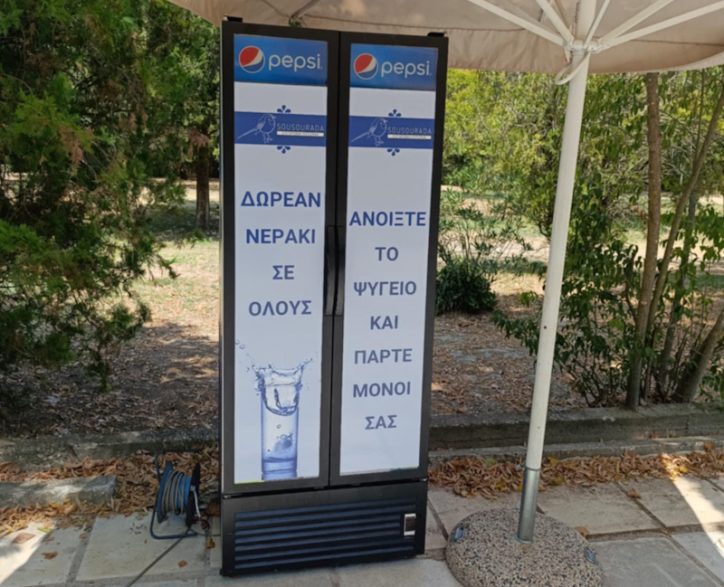 pepsi
SOUSOURADA
ΔΩΡΕΑΝ
ΝΕΡΑΚΙ
ΣΕ
ΟΛΟΥΣ
pepsi
SOUSOURADA
ΑΝΟΙΞΤΕ
ΤΟ
ΨΥΓΕΙΟ
ΚΑΙ
ΠΑΡΤΕ
ΜΟΝΟΙ
ΣΑΣ